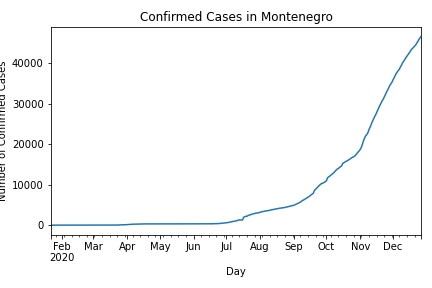 Confirmed Cases in Montenegro
Number of Confirmed Cases
40000
30000
20000
10000
0
Feb Mar Apr May Jun Jul Aug Sep Oct Nov Dec
2020
Day